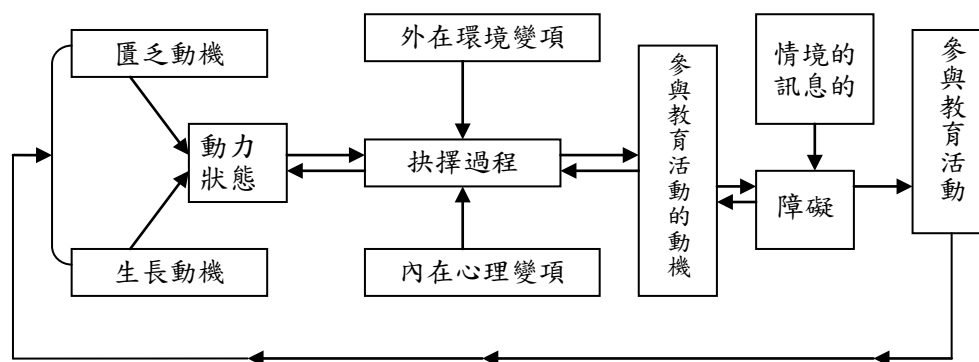 匱乏動機
生長動機
動力
狀態
外在環境變項
抉擇過程
內在心理變項
參與教育活動的動機
情境的
訊息的
障礙
參與教育活動